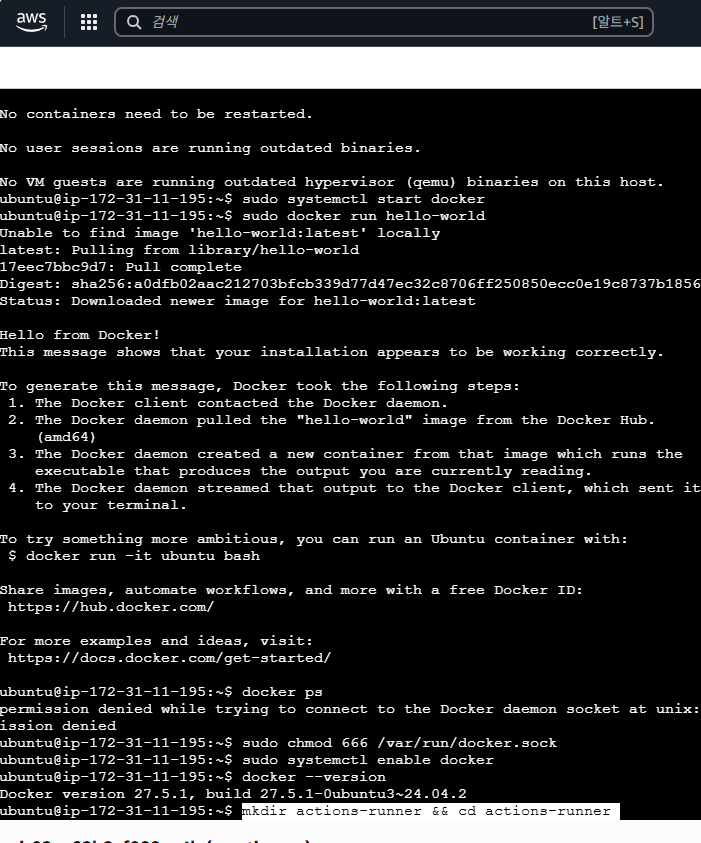 aws
검색 [알트+S]
No containers need to be restarted.
No user sessions are running outdated binaries.
No VM guests are running outdated hypervisor (qemu) binaries on this host.
ubuntu@ip-172-31-11-195:~$ sudo systemctl start docker
ubuntu@ip-172-31-11-195:~$ sudo docker run hello-world
Unable to find image 'hello-world:latest' locally
latest: Pulling from library/hello-world
17eec7bbc9d7: Pull complete
Digest: sha256:a0dfb02aac212703bfcb339d77d47ec32c8706ff250850ecc0e19c8737b1856
Status: Downloaded newer image for hello-world:latest
Hello from Docker!
This message shows that your installation appears to be working correctly.
To generate this message, Docker took the following steps:
1. The Docker client contacted the Docker daemon.
2. The Docker daemon pulled the "hello-world" image from the Docker Hub.
(amd64)
3. The Docker daemon created a new container from that image which runs the
executable that produces the output you are currently reading.
4. The Docker daemon streamed that output to the Docker client, which sent it
to your terminal.
To try something more ambitious, you can run an Ubuntu container with:
$ docker run -it ubuntu bash
Share images, automate workflows, and more with a free Docker ID:
https://hub.docker.com/
For more examples and ideas, visit:
https://docs.docker.com/get-started/
ubuntu@ip-172-31-11-195:~$ docker ps
permission denied while trying to connect to the Docker daemon socket at unix:
ission denied
ubuntu@ip-172-31-11-195:~$ sudo chmod 666 /var/run/docker.sock
ubuntu@ip-172-31-11-195:~$ sudo systemctl enable docker
ubuntu@ip-172-31-11-195:~$ docker --version
Docker version 27.5.1, build 27.5.1-0ubuntu3~24.04.2
ubuntu@ip-172-31-11-195:~$ mkdir actions-runner && cd actions-runner